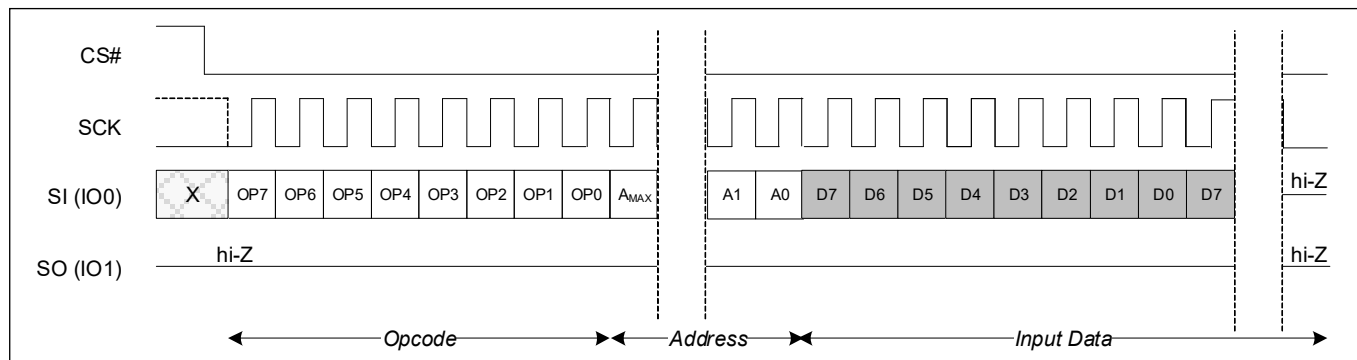 CS#
SCK
SI (IO0) X OP7 OP6 OP5 OP4 OP3 OP2 OP1 OP0 AMAX A1 A0 D7 D6 D5 D4 D3 D2 D1 D0 D7 hi-Z
SO (IO1) hi-Z hi-Z
Opcode Address Input Data